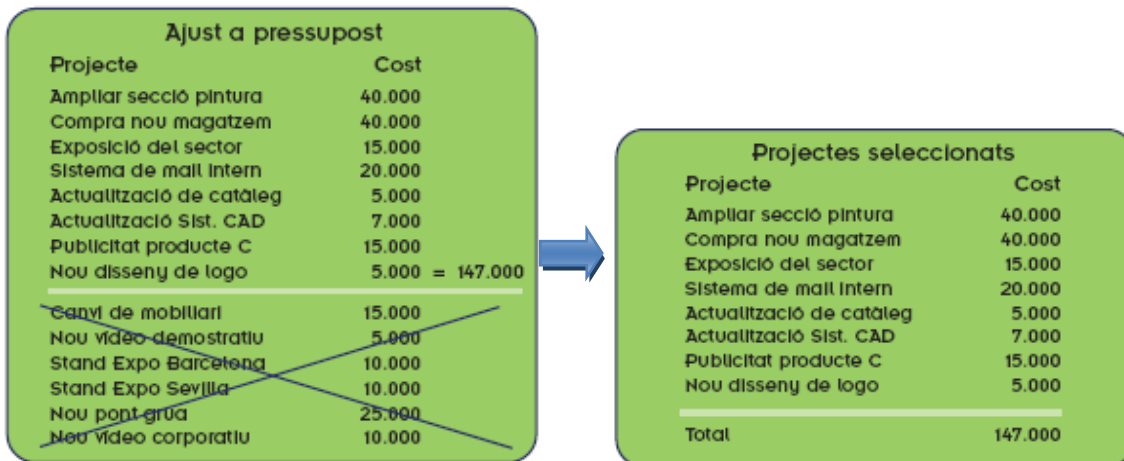 Ajust a pressupost
Projecte Cost
Ampliar secció pintura 40.000
Compra nou magatzem 40.000
Exposició del sector 15.000
Sistema de mail intern 20.000
Actualització de catàleg 5.000
Actualització Sist. CAD 7.000
Publicitat producte C 15.000
Nou disseny de logo 5.000 = 147.000
Canvi de mobiliari 15.000
Nou vídeo demostratiu 5.000
Stand Expo Barcelona 10.000
Stand Expo Sevilla 10.000
Nou pont grúa 25.000
Nou vídeo corporatiu 10.000
Projectes seleccionats
Projecte Cost
Ampliar secció pintura 40.000
Compra nou magatzem 40.000
Exposició del sector 15.000
Sistema de mail intern 20.000
Actualització de catàleg 5.000
Actualització Sist. CAD 7.000
Publicitat producte C 15.000
Nou disseny de logo 5.000
Total 147.000